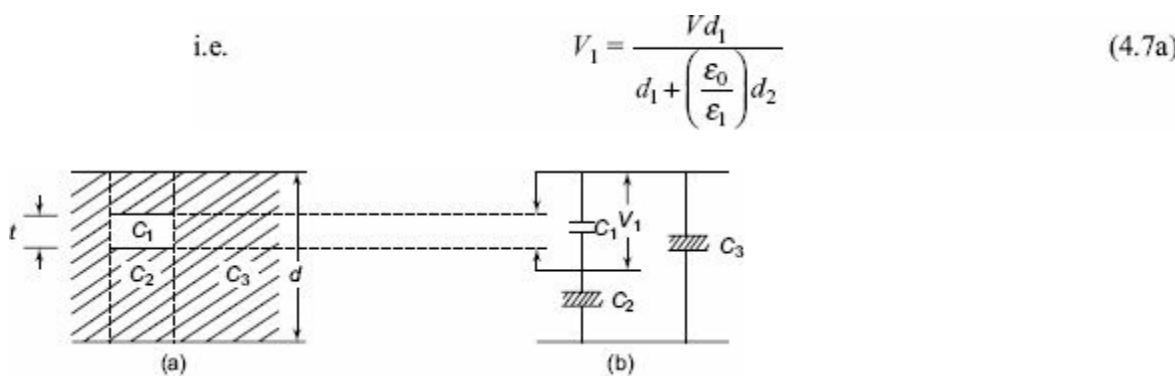 i.e. V₁ = Vd₁ / (d₁ + (ε₀/ε₁) d₂) (4.7a)
t C₁ C₂ C₃ d C₁ V₁ C₂ C₃
(a) (b)